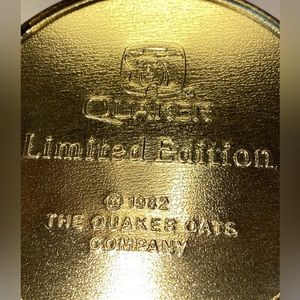 QUAKER
Limited Edition
© 1982
THE QUAKER OATS
COMPANY